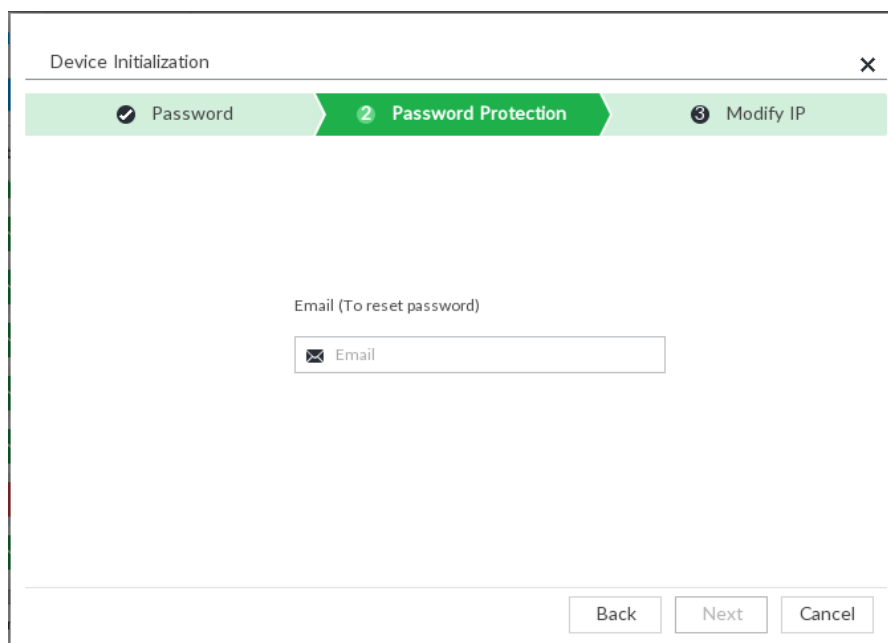 Device Initialization
Password 2 Password Protection 3 Modify IP
Email (To reset password)
Email
Back Next Cancel